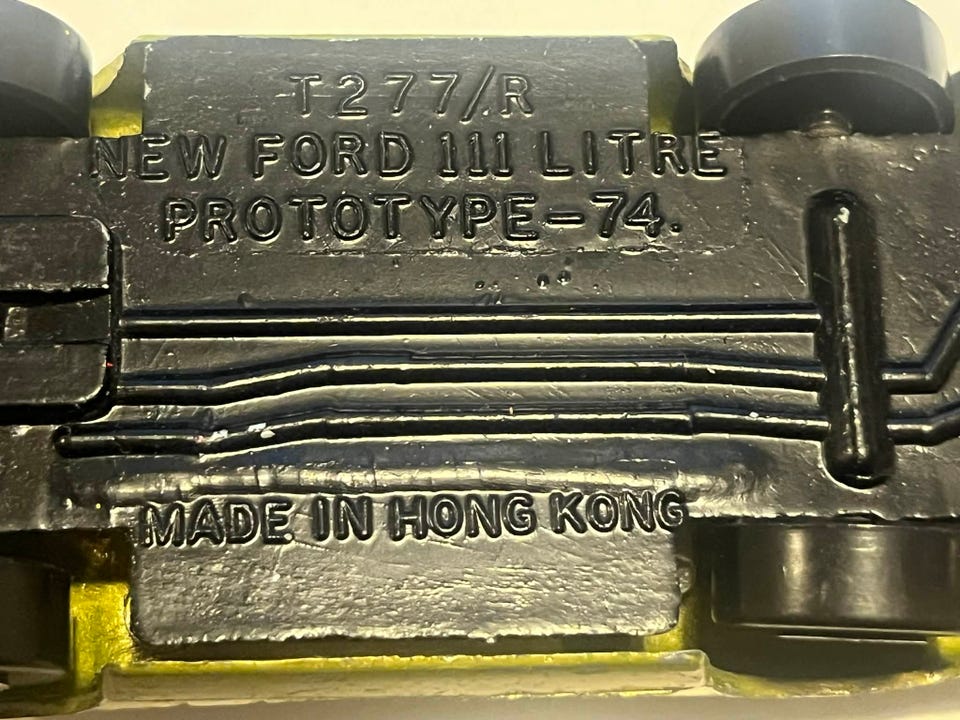 T277/R
NEW FORD 111 LITRE
PROTOTYPE-74.
MADE IN HONG KONG